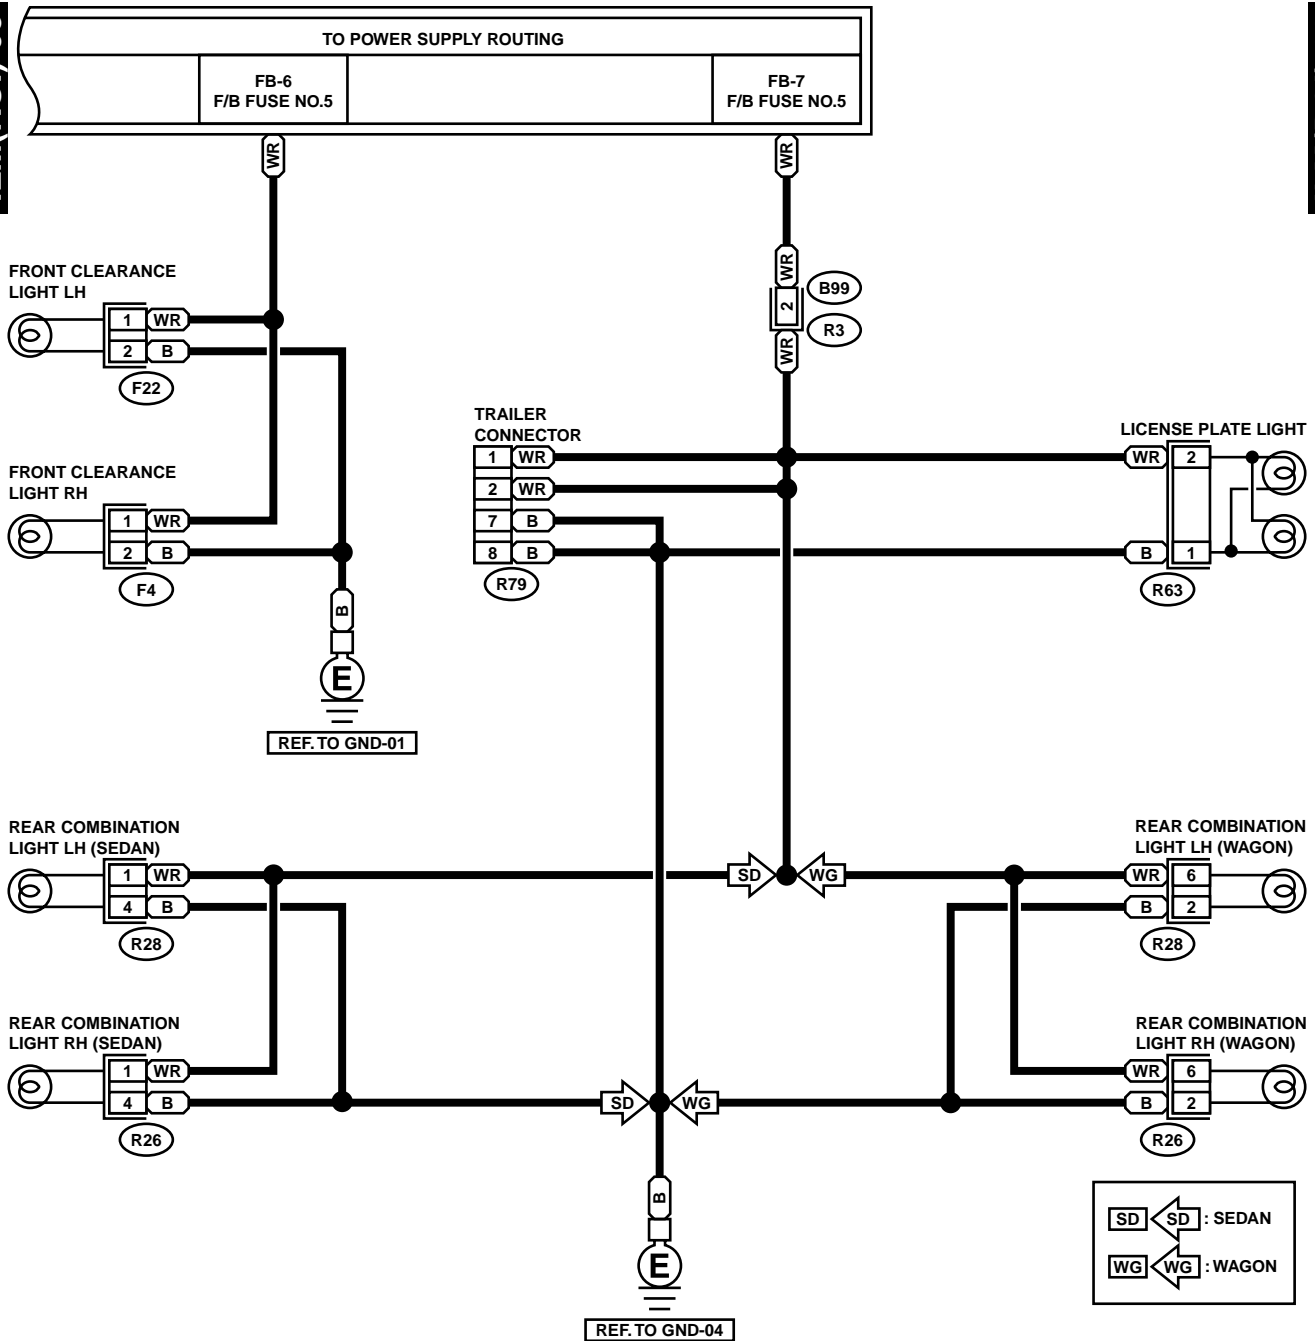 TO POWER SUPPLY ROUTING
FB-6
F/B FUSE NO.5
FB-7
F/B FUSE NO.5
WR
WR
FRONT CLEARANCE
LIGHT LH
1 WR
2 B
F22
WR
2
WR
B99
R3
FRONT CLEARANCE
LIGHT RH
1 WR
2 B
F4
B
E
REF. TO GND-01
TRAILER
CONNECTOR
1 WR
2 WR
7 B
8 B
R79
LICENSE PLATE LIGHT
WR 2
B 1
R63
REAR COMBINATION
LIGHT LH (SEDAN)
1 WR
4 B
R28
SD
WG
REAR COMBINATION
LIGHT LH (WAGON)
WR 6
B 2
R28
REAR COMBINATION
LIGHT RH (SEDAN)
1 WR
4 B
R26
SD
WG
REAR COMBINATION
LIGHT RH (WAGON)
WR 6
B 2
R26
B
E
REF. TO GND-04
SD SD : SEDAN
WG WG : WAGON